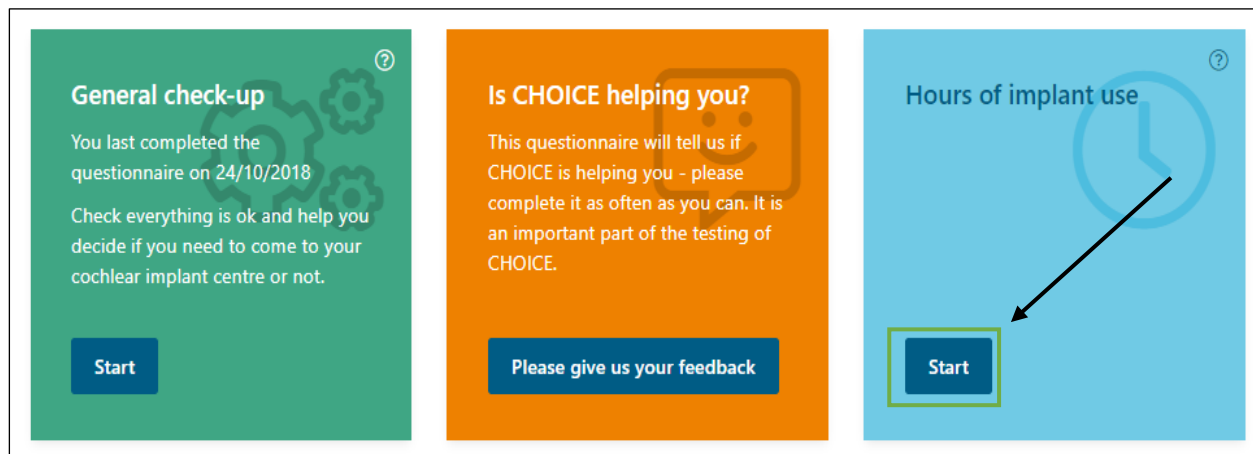 General check-up
You last completed the
questionnaire on 24/10/2018
Check everything is ok and help you
decide if you need to come to your
cochlear implant centre or not.
Start
Is CHOICE helping you?
This questionnaire will tell us if
CHOICE is helping you - please
complete it as often as you can. It is
an important part of the testing of
CHOICE.
Please give us your feedback
Hours of implant use
Start